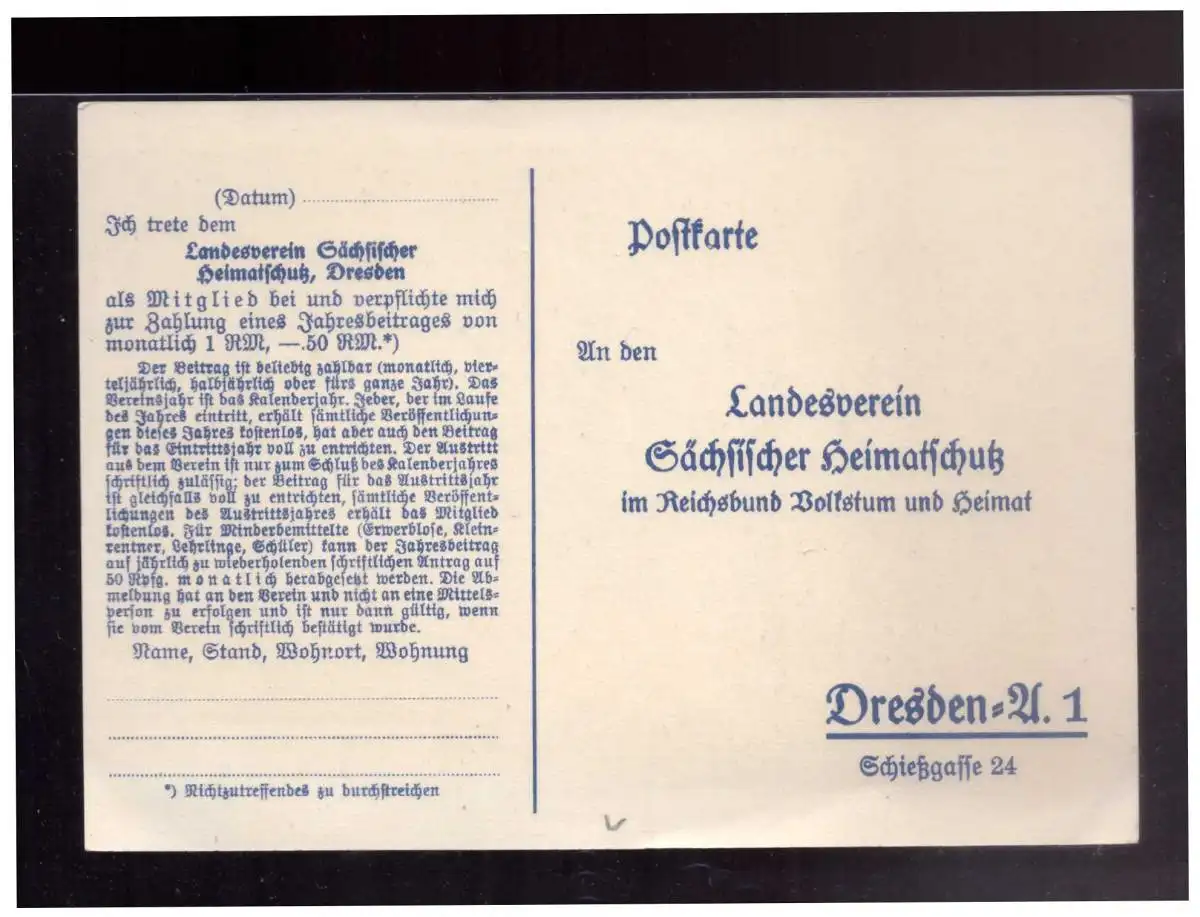 (Datum)
Ich trete dem
Landesverein Sächsischer
Heimatschutz, Dresden
als Mitglied bei und verpflichte mich
zur Zahlung eines Jahresbeitrages von
monatlich 1 RM, —.50 RM.*)
Der Beitrag ist beliebig zahlbar (monatlich, vier-
teljährlich, halbjährlich oder fürs ganze Jahr). Das
Vereinsjahr ist das Kalenderjahr. Jeder, der im Laufe
des Jahres eintritt, erhält sämtliche Veröffentlichun-
gen dieses Jahres kostenlos, hat aber auch den Beitrag
für das Eintrittsjahr voll zu entrichten. Der Austritt
aus dem Verein ist nur zum Schluß des Kalenderjahres
schriftlich zulässig; der Beitrag für das Austrittsjahr
ist gleichfalls voll zu entrichten, sämtliche Veröffent-
lichungen des Austrittsjahres erhält das Mitglied
kostenlos. Für Minderbemittelte (Erwerblose, Klein-
rentner, Lehrlinge, Schüler) kann der Jahresbeitrag
auf jährlich zu wiederholenden schriftlichen Antrag auf
50 Rpfg. monatlich herabgesetzt werden. Die Ab-
meldung hat an den Verein und nicht an eine Mittels-
person zu erfolgen und ist nur dann gültig, wenn
sie vom Verein schriftlich bestätigt wurde.
Name, Stand, Wohnort, Wohnung
*) Nichtzutreffendes zu durchstreichen
Postkarte
An den
Landesverein
Sächsischer Heimatschutz
im Reichsbund Volkstum und Heimat
Dresden-A. 1
Schießgasse 24